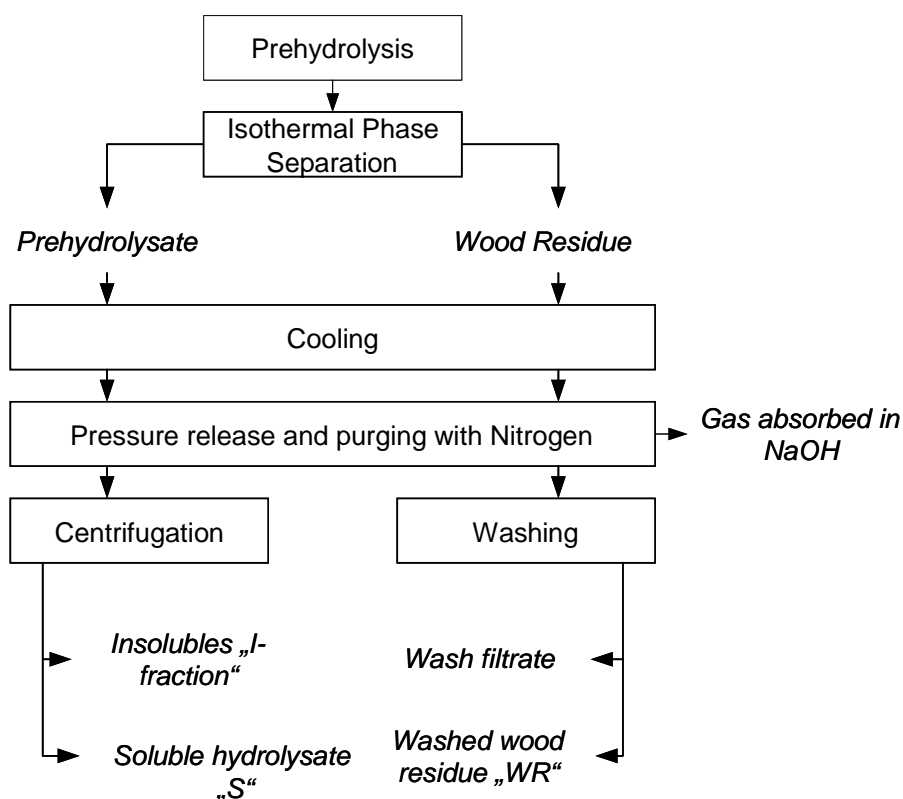 Prehydrolysis
Isothermal Phase
Separation
Prehydrolysate
Wood Residue
Cooling
Pressure release and purging with Nitrogen
Gas absorbed in
NaOH
Centrifugation
Washing
Insolubles „I-
fraction“
Wash filtrate
Soluble hydrolysate
„S“
Washed wood
residue „WR“